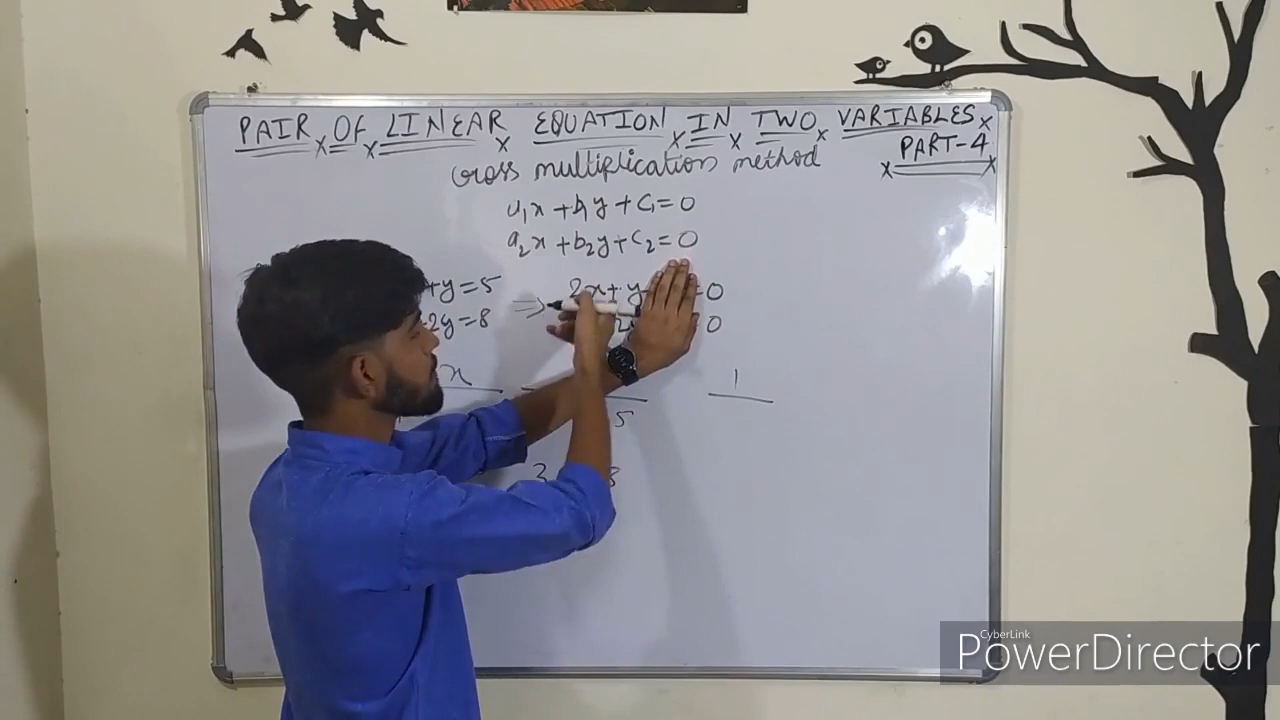 PAIR OF LINEAR EQUATION IN TWO VARIABLES
PART-4
Cross multiplication method
a₁x + b₁y + c₁ = 0
a₂x + b₂y + c₂ = 0
+y=5 ⇒ 2x+y =0
2y=8 0
x 1
5
3 8
CyberLink
PowerDirector